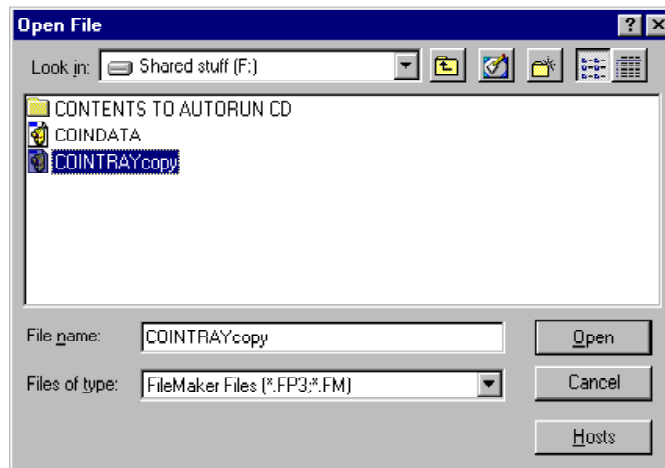 Open File
Look in: Shared stuff (F:)
CONTENTS TO AUTORUN CD
COINDATA
COINTRAYcopy
File name: COINTRAYcopy Open
Files of type: FileMaker Files (*.FP3;*.FM) Cancel
Hosts